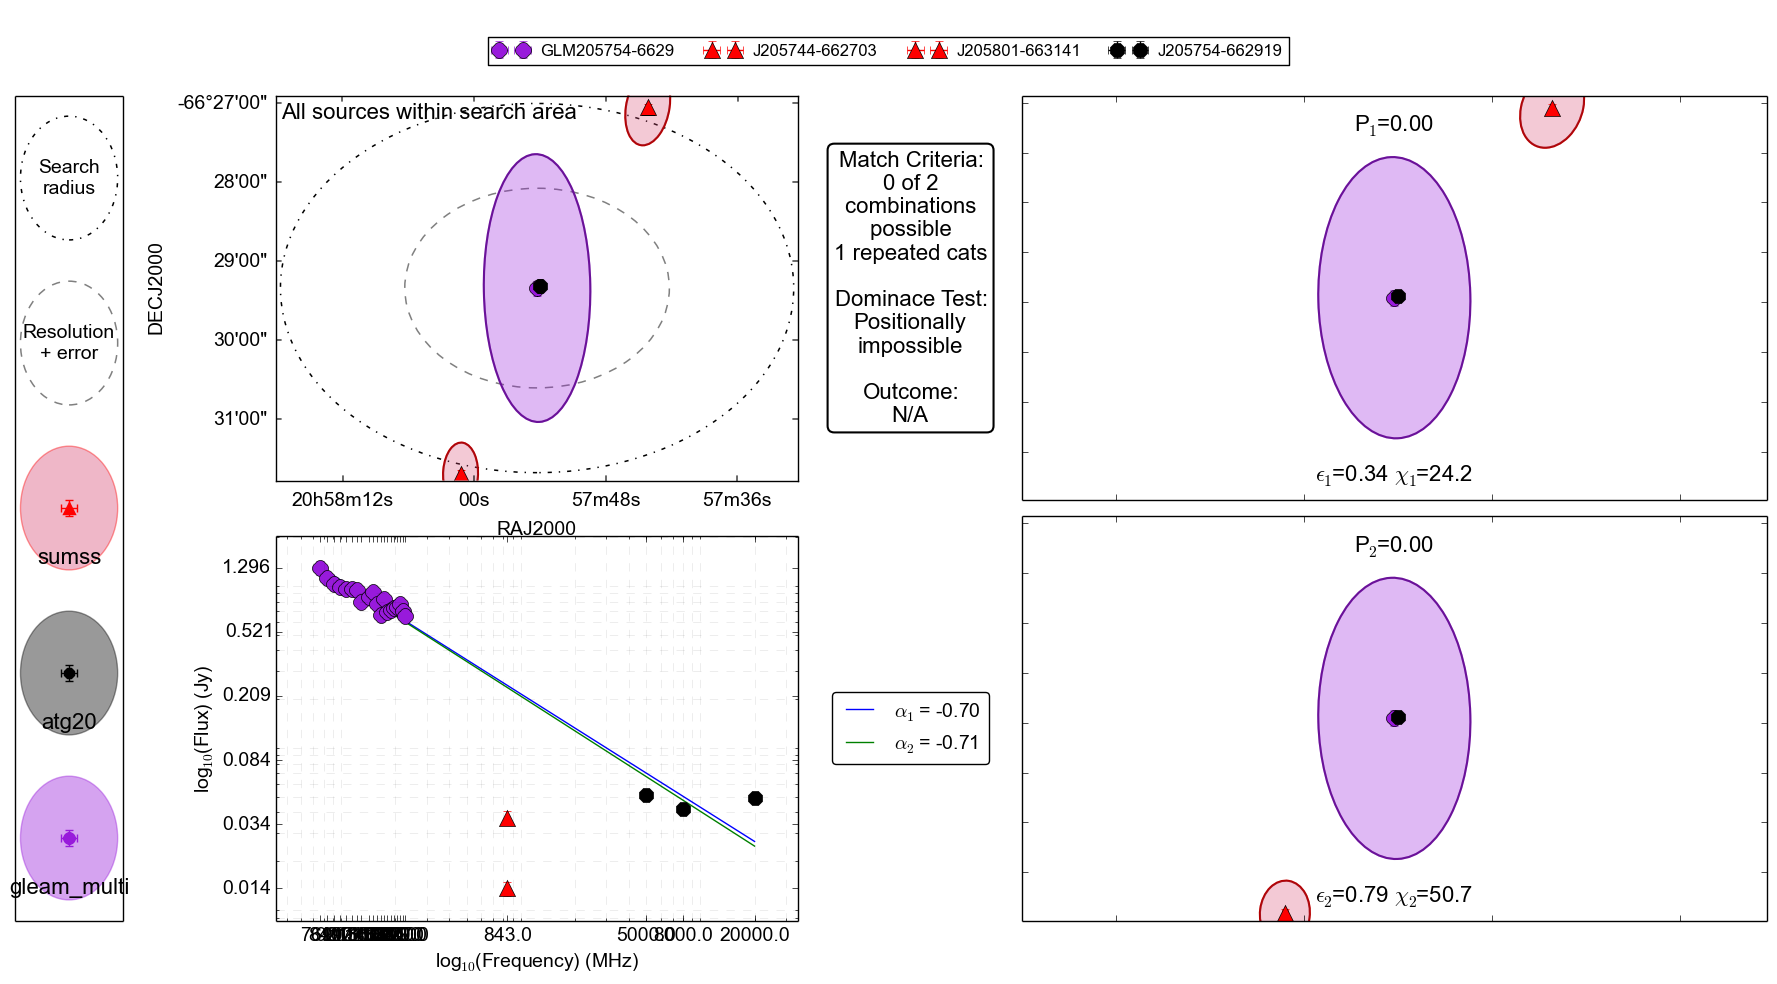 GLM205754-6629 J205744-662703 J205801-663141 J205754-662919
Search
radius
Resolution
+ error
sumss
atg20
gleam_multi
All sources within search area
DECJ2000
-66°27'00"
28'00"
29'00"
30'00"
31'00"
20h58m12s 00s 57m48s 57m36s
RAJ2000
Match Criteria:
0 of 2
combinations
possible
1 repeated cats
Dominace Test:
Positionally
impossible
Outcome:
N/A
P1=0.00
ϵ1=0.34 χ1=24.2
P2=0.00
ϵ2=0.79 χ2=50.7
log10(Flux) (Jy)
1.296
0.521
0.209
0.084
0.034
0.014
843.0 5000.0 8000.0 20000.0
log10(Frequency) (MHz)
α1 = -0.70
α2 = -0.71